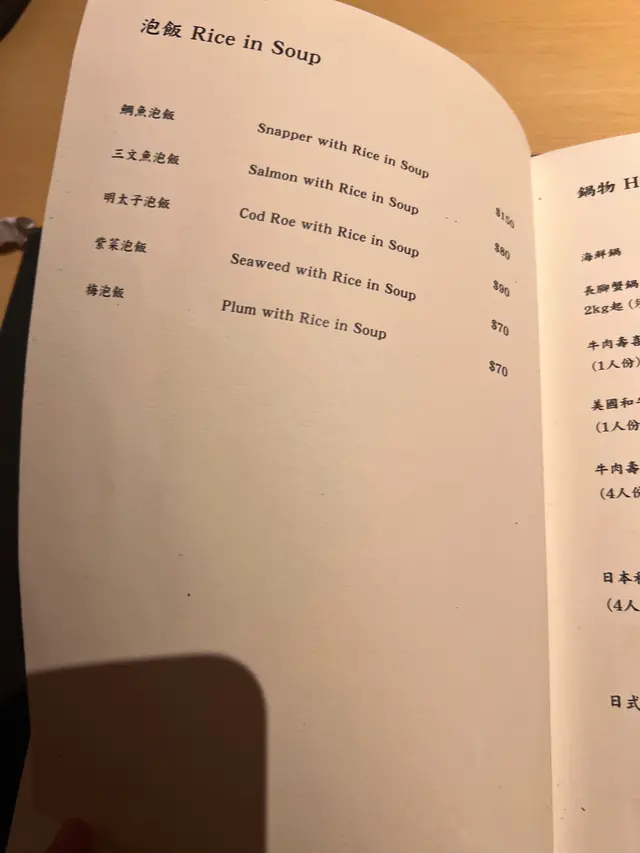 泡飯 Rice in Soup
鯛魚泡飯 Snapper with Rice in Soup $150
三文魚泡飯 Salmon with Rice in Soup $80
明太子泡飯 Cod Roe with Rice in Soup $90
紫菜泡飯 Seaweed with Rice in Soup $70
梅泡飯 Plum with Rice in Soup $70
鍋物 H
海鮮鍋
長腳蟹鍋
2kg起
牛肉壽喜
(1人份)
美國和牛
(1人份
牛肉壽
(4人份
日本和
(4人
日式